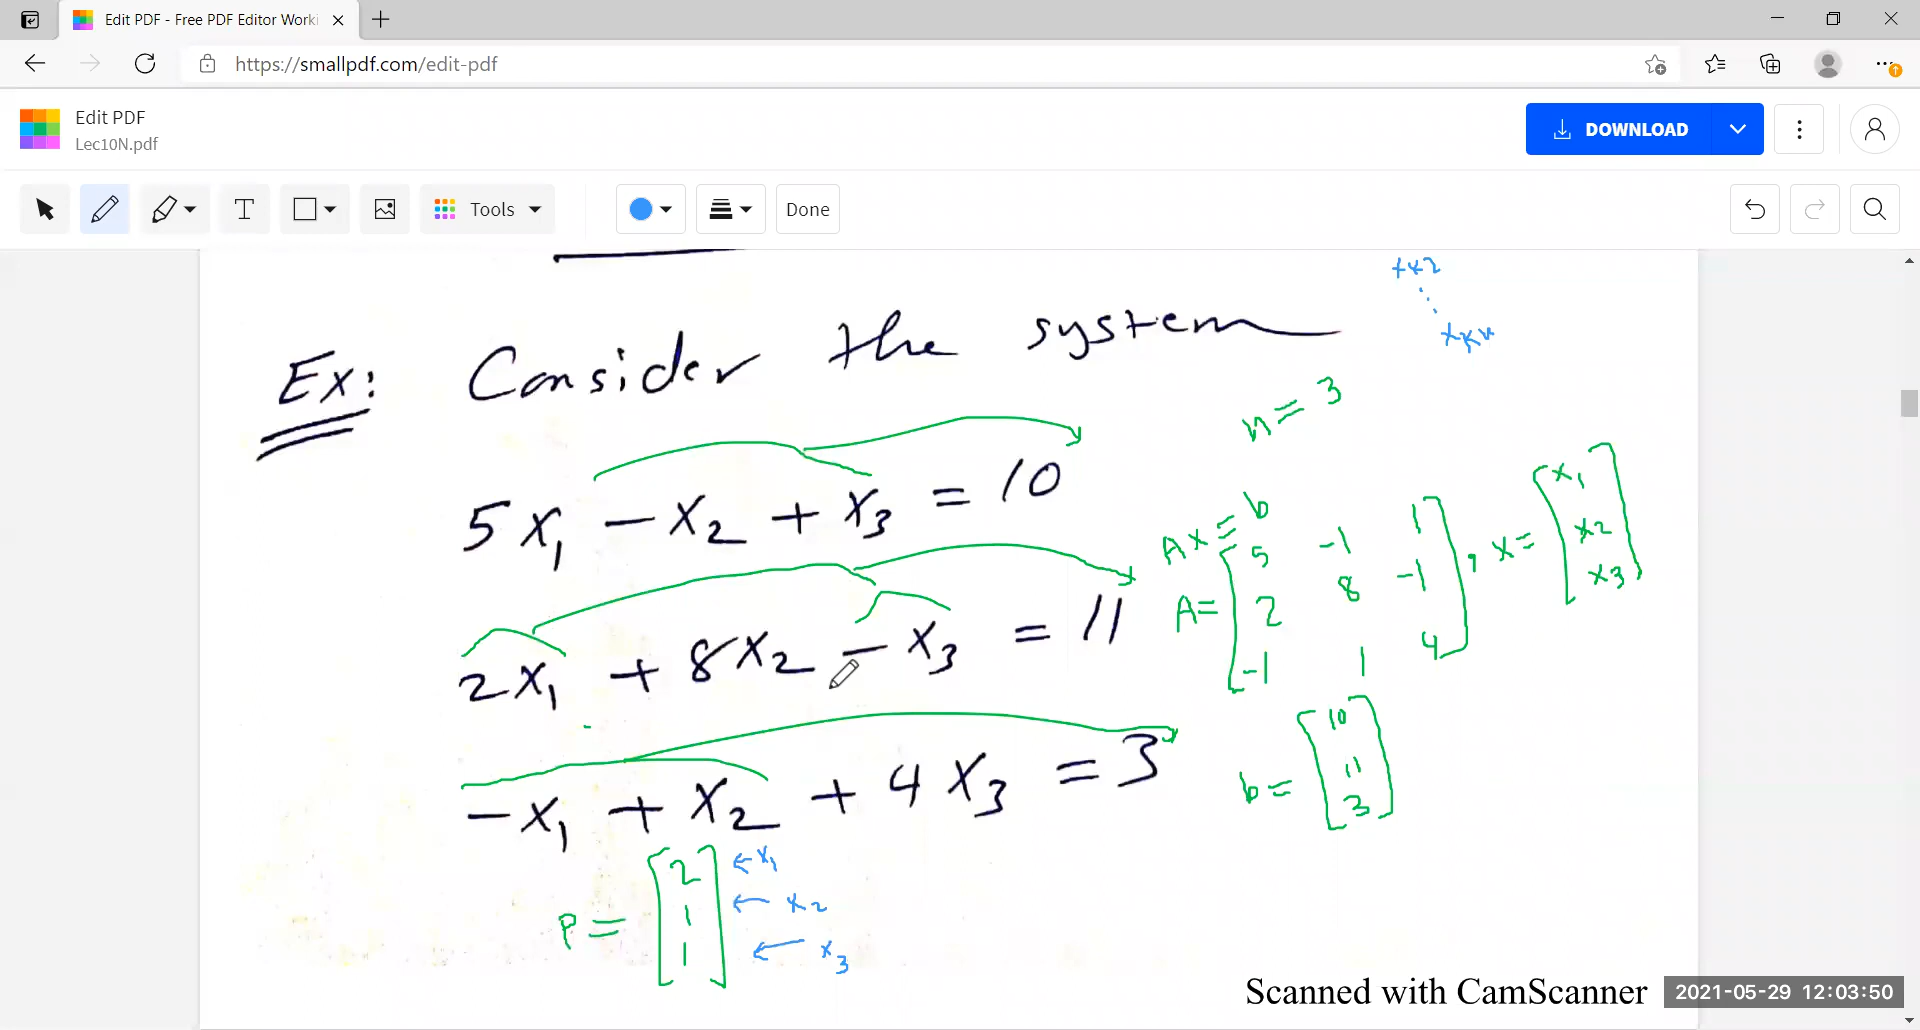 Edit PDF - Free PDF Editor Worki
https://smallpdf.com/edit-pdf
Edit PDF
Lec10N.pdf
DOWNLOAD
T
Tools
Done
Ex: Consider the system
n = 3
5x₁ - x₂ + x₃ = 10
2x₁ + 8x₂ - x₃ = 11
-x₁ + x₂ + 4x₃ = 3
Ax = b
A = [5 -1 1
2 8 -1
-1 1 4], x = [x₁
x₂
x₃]
b = [10
11
3]
P = [2
1
1]
← x₁
← x₂
← x₃
Scanned with CamScanner
2021-05-29 12:03:50